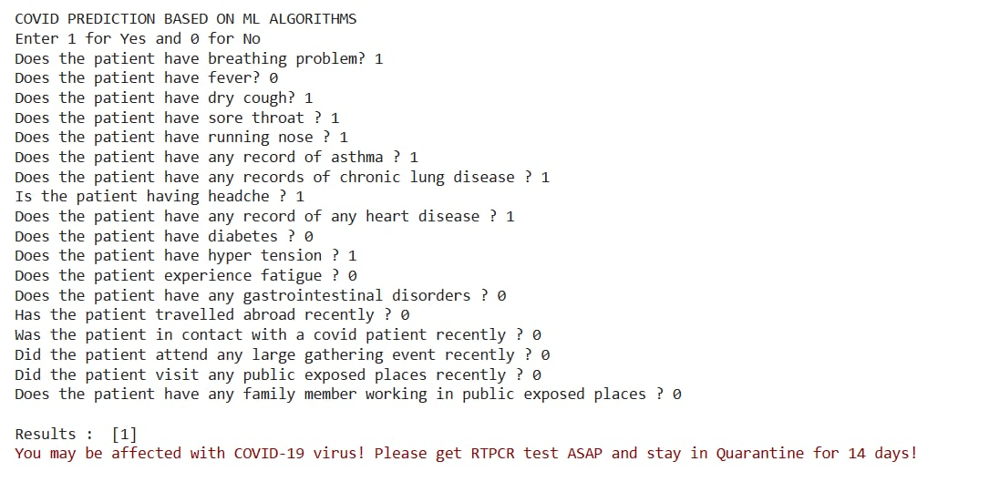 COVID PREDICTION BASED ON ML ALGORITHMS
Enter 1 for Yes and 0 for No
Does the patient have breathing problem? 1
Does the patient have fever? 0
Does the patient have dry cough? 1
Does the patient have sore throat ? 1
Does the patient have running nose ? 1
Does the patient have any record of asthma ? 1
Does the patient have any records of chronic lung disease ? 1
Is the patient having headche ? 1
Does the patient have any record of any heart disease ? 1
Does the patient have diabetes ? 0
Does the patient have hyper tension ? 1
Does the patient experience fatigue ? 0
Does the patient have any gastrointestinal disorders ? 0
Has the patient travelled abroad recently ? 0
Was the patient in contact with a covid patient recently ? 0
Did the patient attend any large gathering event recently ? 0
Did the patient visit any public exposed places recently ? 0
Does the patient have any family member working in public exposed places ? 0
Results :  [1]
You may be affected with COVID-19 virus! Please get RTPCR test ASAP and stay in Quarantine for 14 days!